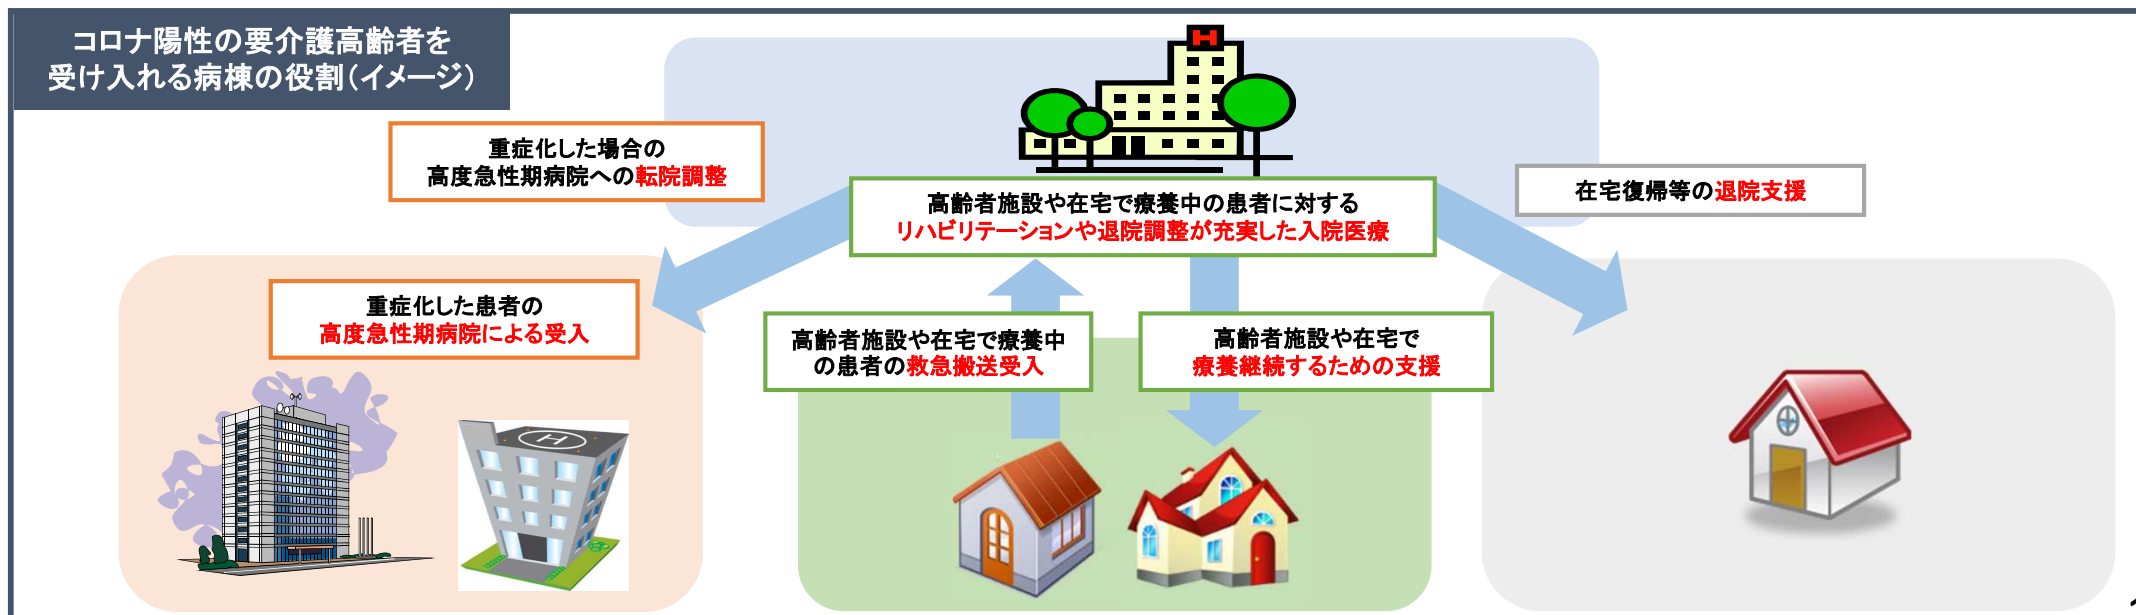 コロナ陽性の要介護高齢者を
受け入れる病棟の役割(イメージ)
H
重症化した場合の
高度急性期病院への転院調整
高齢者施設や在宅で療養中の患者に対する
リハビリテーションや退院調整が充実した入院医療
在宅復帰等の退院支援
重症化した患者の
高度急性期病院による受入
高齢者施設や在宅で療養中
の患者の救急搬送受入
高齢者施設や在宅で
療養継続するための支援
H